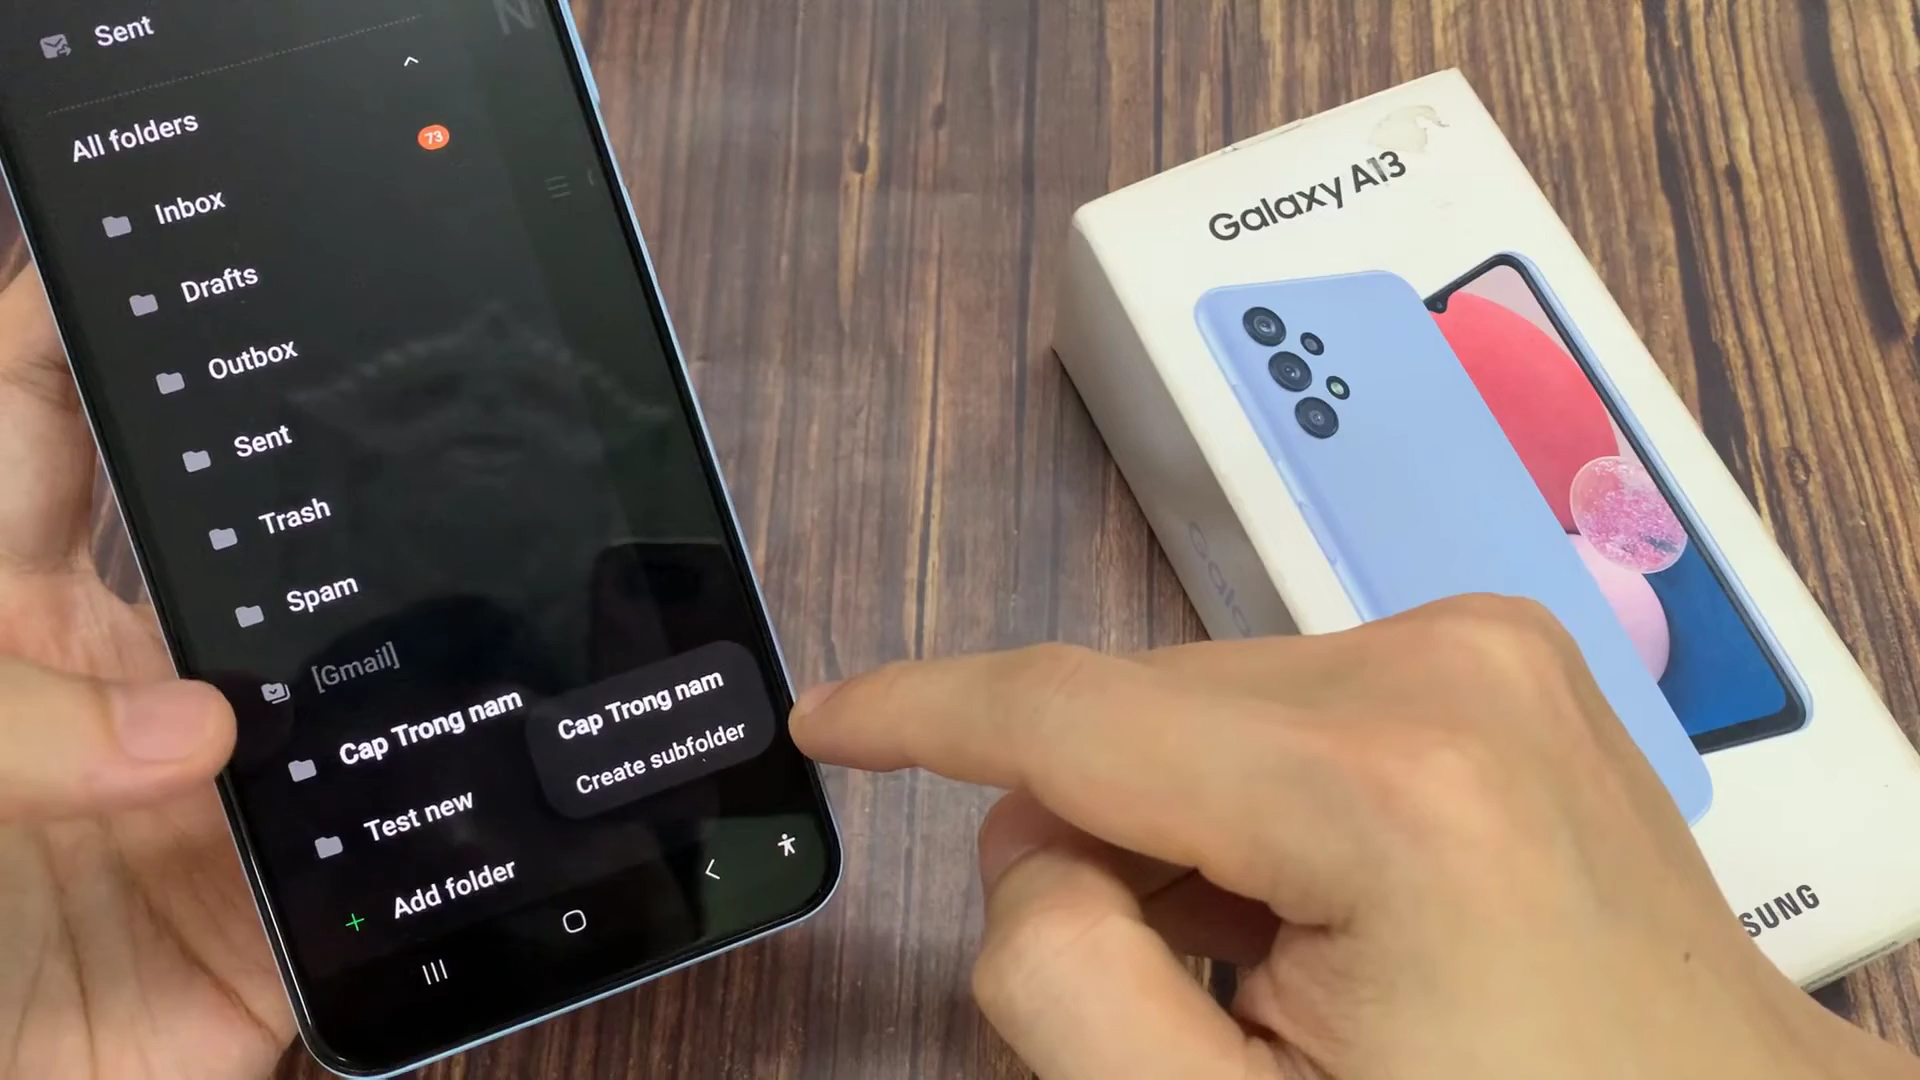 Sent
All folders
73
Inbox
Drafts
Outbox
Sent
Trash
Spam
[Gmail]
Cap Trong nam
Test new
Add folder
Cap Trong nam
Create subfolder
Galaxy A13
SUNG